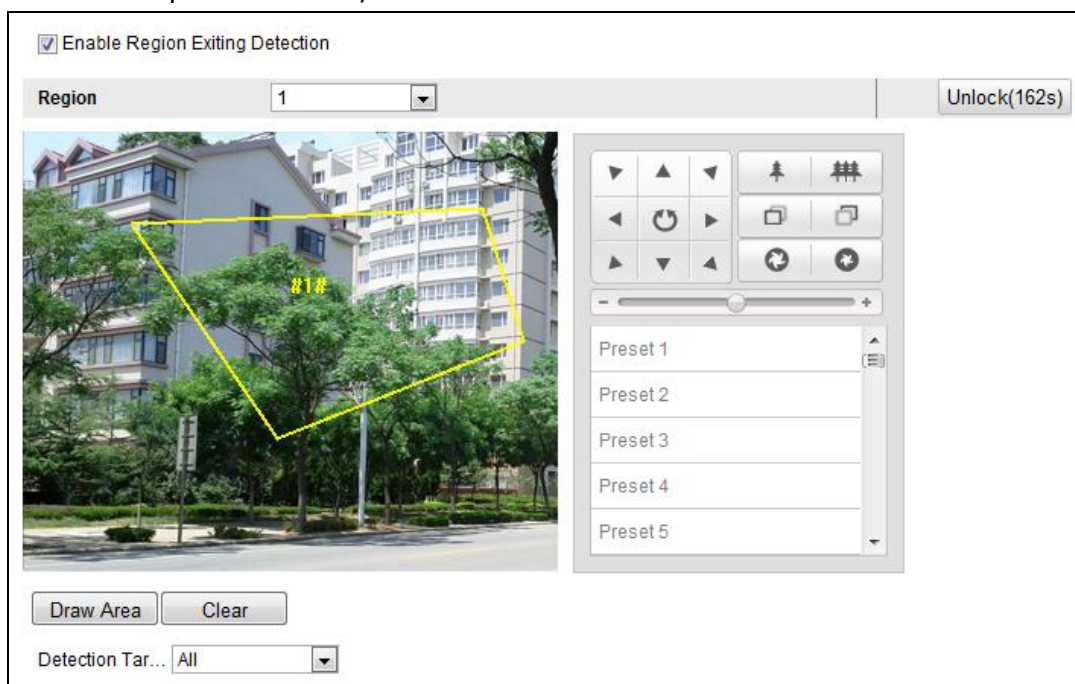 Enable Region Exiting Detection
Region 1 Unlock(162s)
#1#
Preset 1
Preset 2
Preset 3
Preset 4
Preset 5
Draw Area Clear
Detection Tar... All